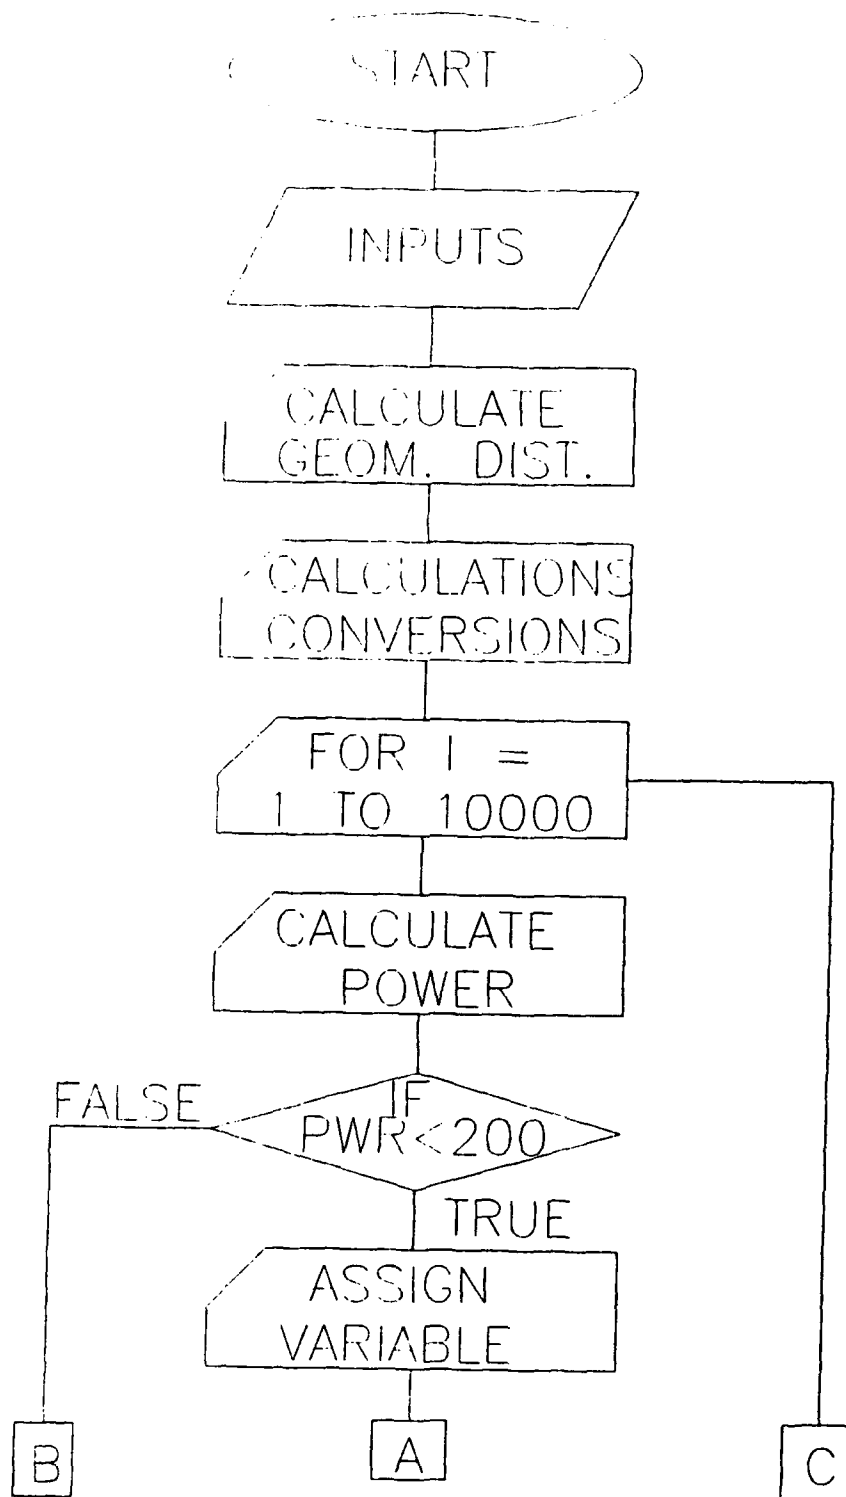 START
INPUTS
CALCULATE
GEOM. DIST.
CALCULATIONS
CONVERSIONS
FOR I =
1 TO 10000
CALCULATE
POWER
FALSE
IF
PWR<200
TRUE
ASSIGN
VARIABLE
B
A
C